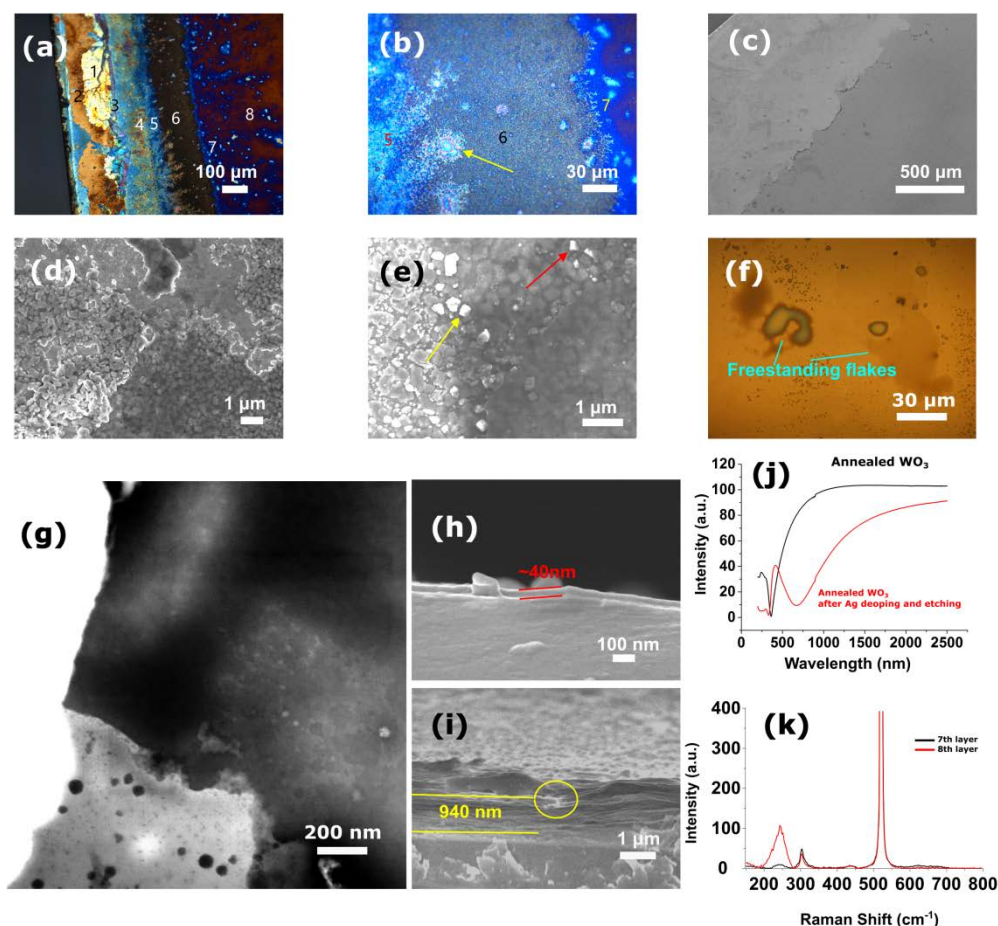 (a)
1
2
3
4
5
6
7
8
100 µm
(b)
5
6
7
30 µm
(c)
500 µm
(d)
1 µm
(e)
1 µm
(f)
Freestanding flakes
30 µm
(g)
200 nm
(h)
~40nm
100 nm
(i)
940 nm
1 µm
(j)
Annealed WO₃
120
100
80
60
40
20
0
Intensity (a.u.)
Annealed WO₃
after Ag deoping and etching
0 500 1000 1500 2000 2500
Wavelength (nm)
(k)
400
300
200
100
0
Intensity (a.u.)
7th layer
8th layer
200 300 400 500 600 700 800
Raman Shift (cm⁻¹)